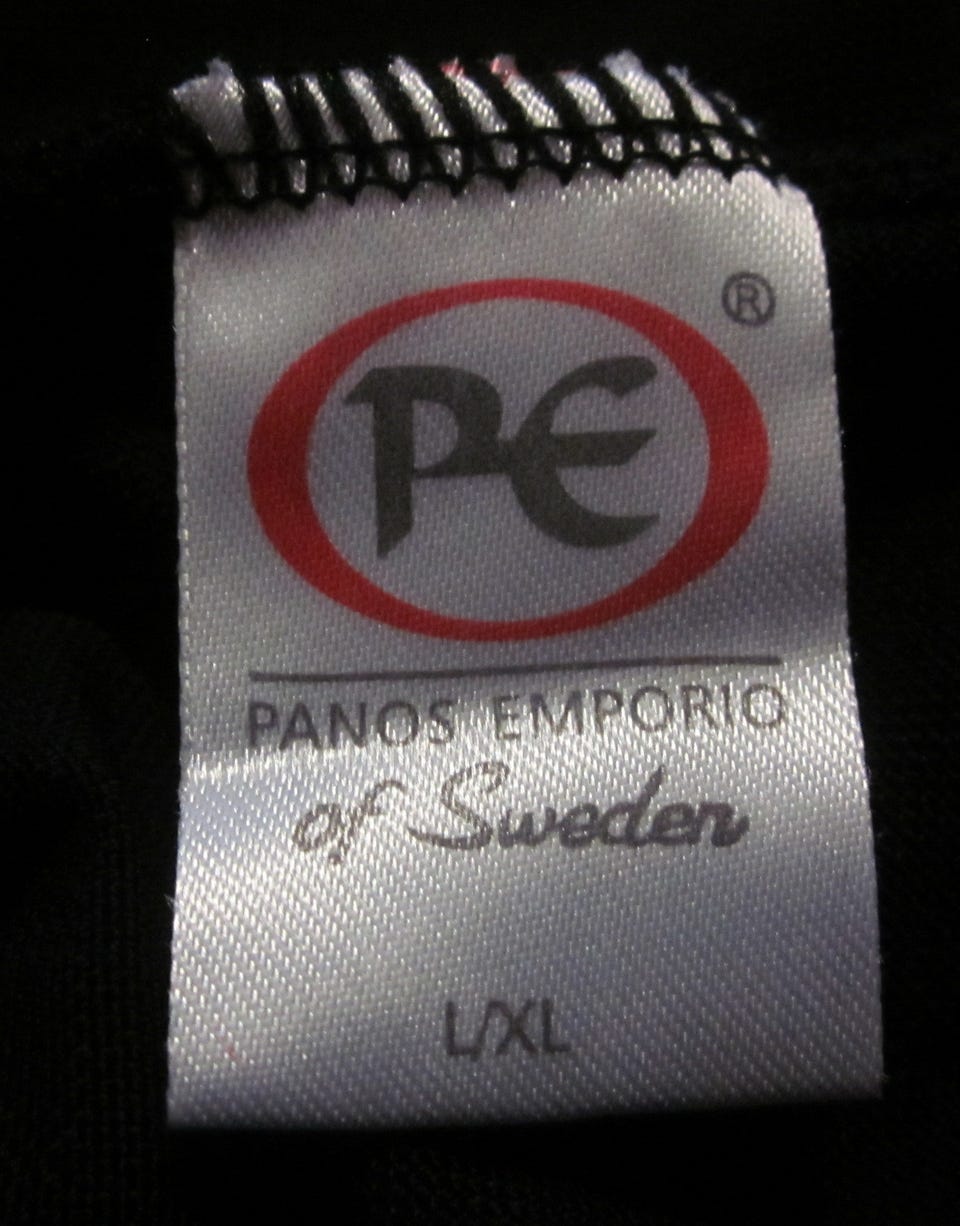 ®
PE
PANOS EMPORIO
of Sweden
L/XL